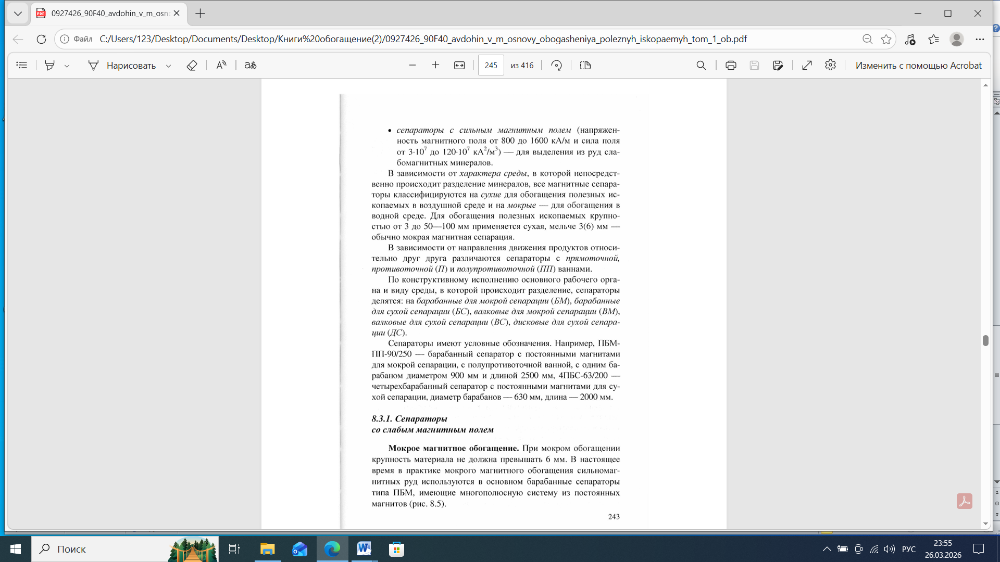 0927426_90F40_avdohin_v_m_osno
Файл
C:/Users/123/Desktop/Documents/Desktop/Книги%20обогащение(2)/0927426_90F40_avdohin_v_m_osnovy_obogasheniya_poleznyh_iskopaemyh_tom_1_ob.pdf
Нарисовать
аあ
245 из 416
Изменить с помощью Acrobat
• сепараторы с сильным магнитным полем (напряжен-
ность магнитного поля от 800 до 1600 кА/м и сила поля
от 3·10⁷ до 120·10⁷ кА²/м³) — для выделения из руд сла-
бомагнитных минералов.
В зависимости от характера среды, в которой непосредст-
венно происходит разделение минералов, все магнитные сепара-
торы классифицируются на сухие для обогащения полезных ис-
копаемых в воздушной среде и на мокрые — для обогащения в
водной среде. Для обогащения полезных ископаемых крупно-
стью от 3 до 50—100 мм применяется сухая, мельче 3(6) мм —
обычно мокрая магнитная сепарация.
В зависимости от направления движения продуктов относи-
тельно друг друга различаются сепараторы с прямоточной,
противоточной (П) и полупротивоточной (ПП) ваннами.
По конструктивному исполнению основного рабочего орга-
на и виду среды, в которой происходит разделение, сепараторы
делятся: на барабанные для мокрой сепарации (БМ), барабанные
для сухой сепарации (БС), валковые для мокрой сепарации (ВМ),
валковые для сухой сепарации (ВС), дисковые для сухой сепара-
ции (ДС).
Сепараторы имеют условные обозначения. Например, ПБМ-
ПП-90/250 — барабанный сепаратор с постоянными магнитами
для мокрой сепарации, с полупротивоточной ванной, с одним ба-
рабаном диаметром 900 мм и длиной 2500 мм, 4ПБС-63/200 —
четырехбарабанный сепаратор с постоянными магнитами для су-
хой сепарации, диаметр барабанов — 630 мм, длина — 2000 мм.
8.3.1. Сепараторы
со слабым магнитным полем
Мокрое магнитное обогащение. При мокром обогащении
крупность материала не должна превышать 6 мм. В настоящее
время в практике мокрого магнитного обогащения сильномаг-
нитных руд используются в основном барабанные сепараторы
типа ПБМ, имеющие многополюсную систему из постоянных
магнитов (рис. 8.5).
243
Поиск
РУС
23:55
26.03.2026